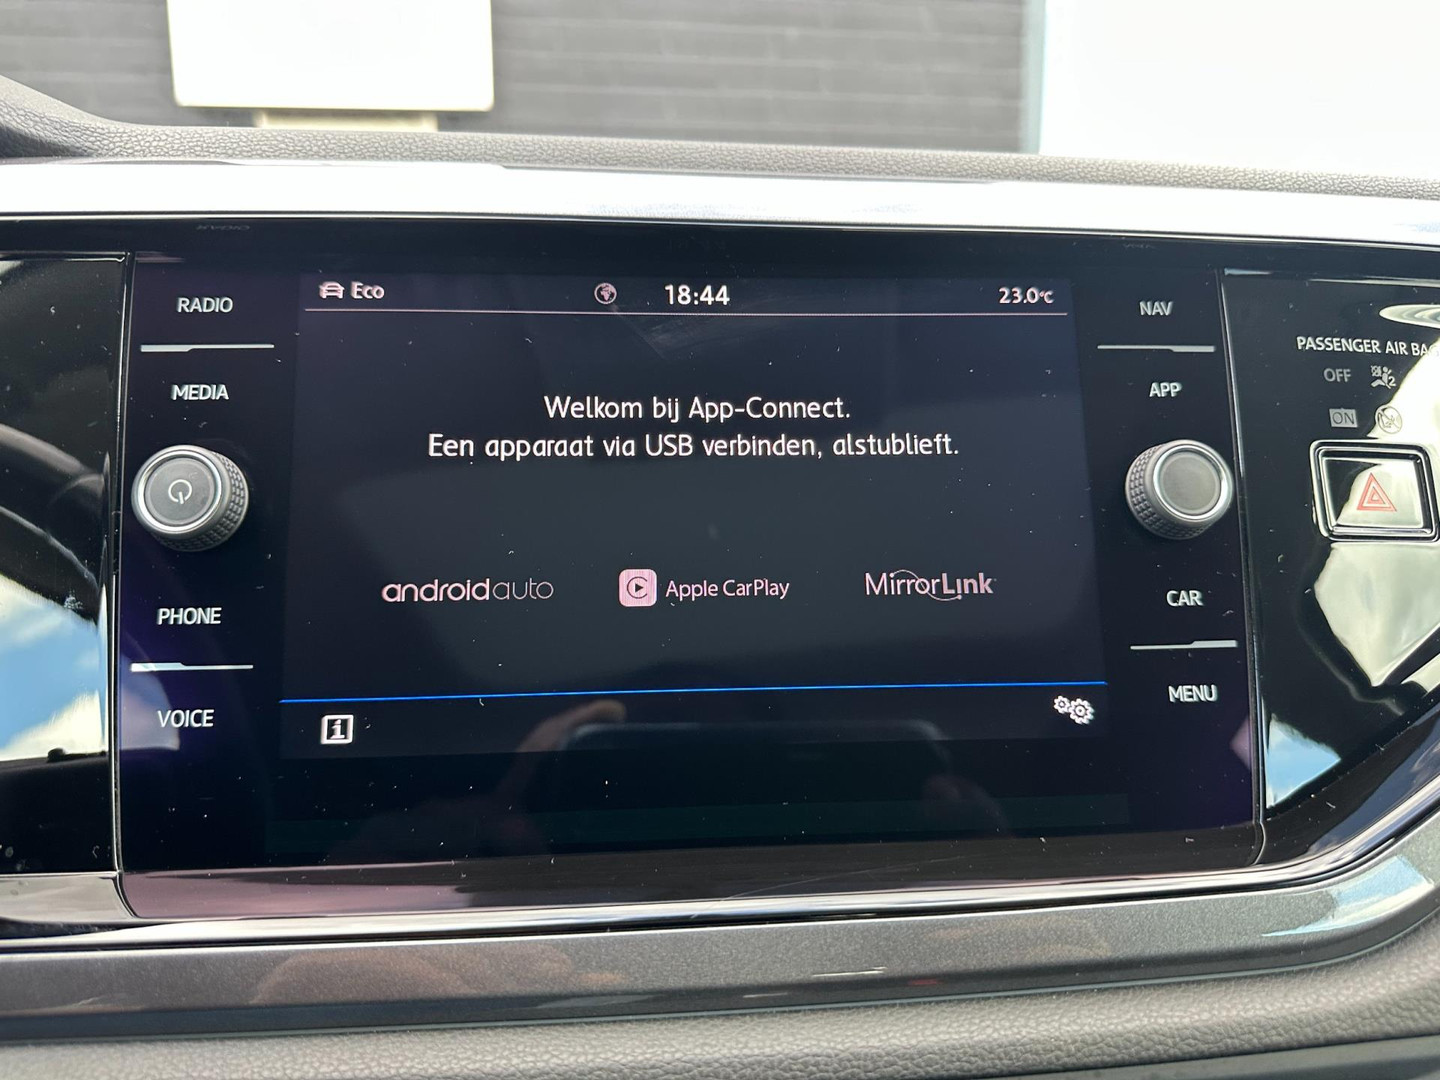 RADIO
MEDIA
PHONE
VOICE
Eco
18:44
23.0°C
Welkom bij App-Connect.
Een apparaat via USB verbinden, alstublieft.
androidauto
Apple CarPlay
MirrorLink
i
NAV
APP
CAR
MENU
PASSENGER AIR BAG
OFF
ON